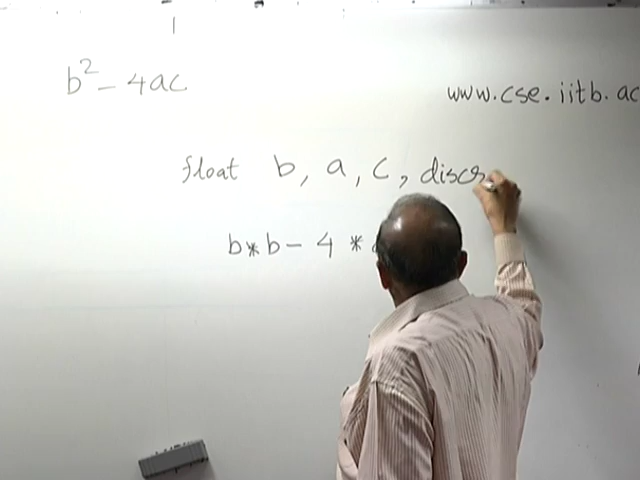 b² - 4ac
www.cse.iitb.ac
float b, a, c, discr
b*b - 4 *